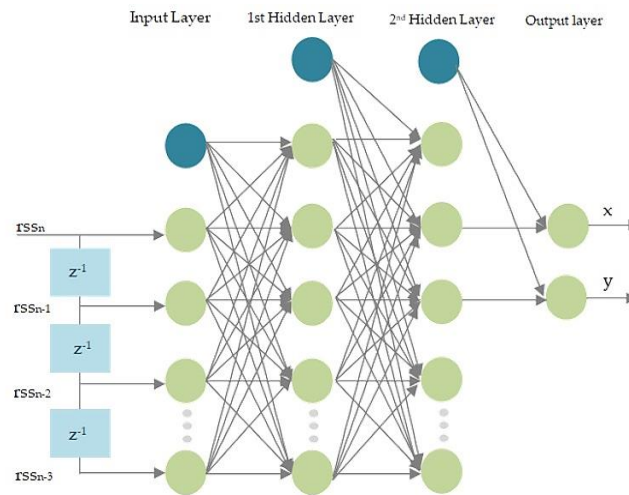 Input Layer
1st Hidden Layer
2nd Hidden Layer
Output layer
rSSn
z-1
rSSn-1
z-1
rSSn-2
z-1
rSSn-3
x
y